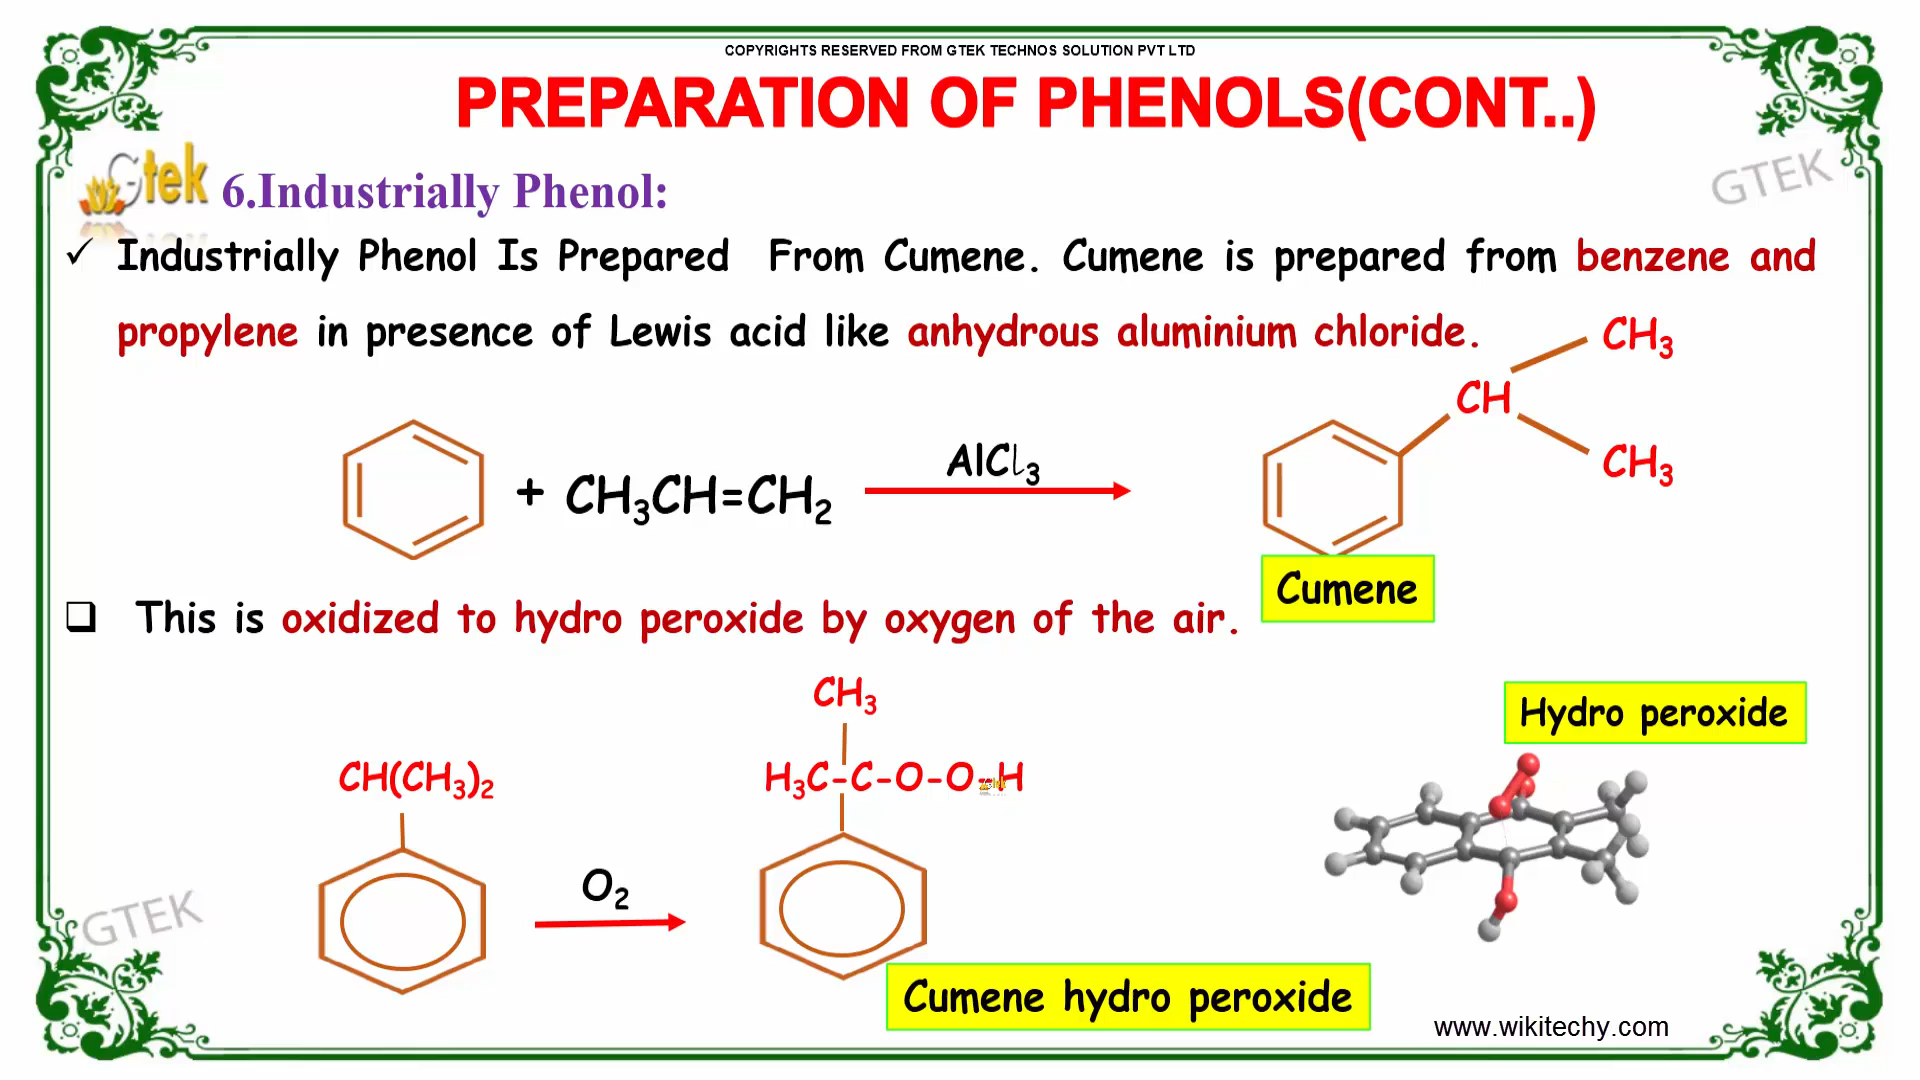 COPYRIGHTS RESERVED FROM GTEK TECHNOS SOLUTION PVT LTD
PREPARATION OF PHENOLS(CONT..)
Gtek
GTEK
6.Industrially Phenol:
✓ Industrially Phenol Is Prepared From Cumene. Cumene is prepared from benzene and
propylene in presence of Lewis acid like anhydrous aluminium chloride.
CH₃
CH
CH₃
+ CH₃CH=CH₂
AlCl₃
Cumene
❑ This is oxidized to hydro peroxide by oxygen of the air.
CH₃
Hydro peroxide
CH(CH₃)₂
H₃C-C-O-O-H
O₂
GTEK
Cumene hydro peroxide
www.wikitechy.com